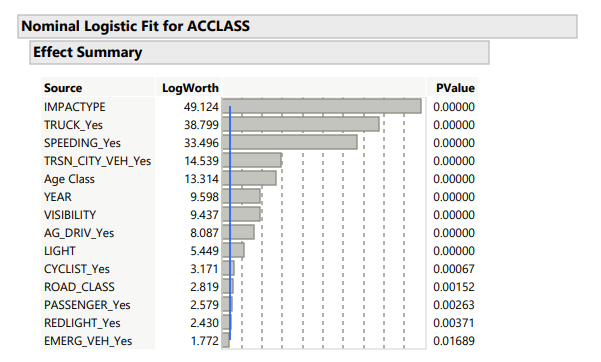 Nominal Logistic Fit for ACCLASS
Effect Summary
Source LogWorth PValue
IMPACTYPE 49.124 0.00000
TRUCK_Yes 38.799 0.00000
SPEEDING_Yes 33.496 0.00000
TRSN_CITY_VEH_Yes 14.539 0.00000
Age Class 13.314 0.00000
YEAR 9.598 0.00000
VISIBILITY 9.437 0.00000
AG_DRIV_Yes 8.087 0.00000
LIGHT 5.449 0.00000
CYCLIST_Yes 3.171 0.00067
ROAD_CLASS 2.819 0.00152
PASSENGER_Yes 2.579 0.00263
REDLIGHT_Yes 2.430 0.00371
EMERG_VEH_Yes 1.772 0.01689